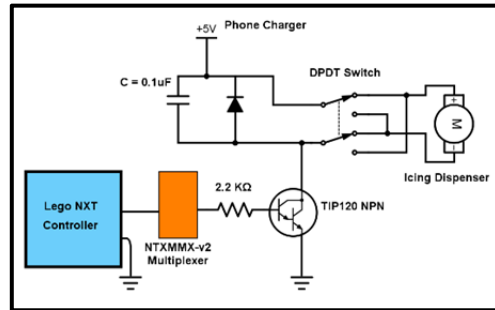 Phone Charger
+5V
DPDT Switch
C = 0.1uF
+
M
-
Icing Dispenser
2.2 KΩ
Lego NXT
Controller
TIP120 NPN
NTXMMX-v2
Multiplexer